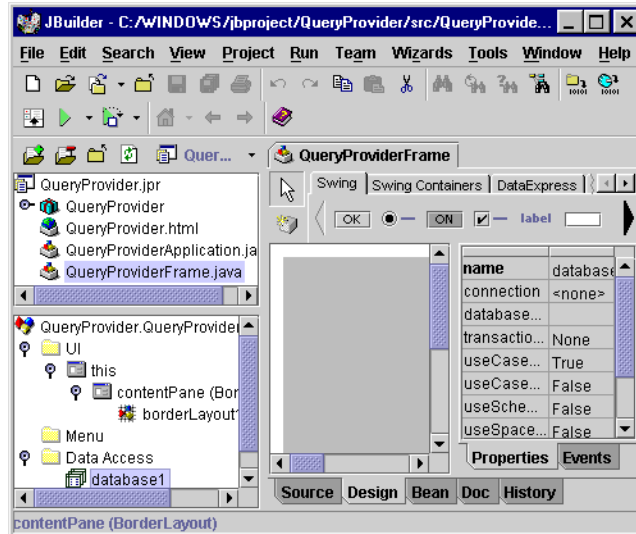 JBuilder - C:/WINDOWS/jbproject/QueryProvider/src/QueryProvide...
File Edit Search View Project Run Team Wizards Tools Window Help
Quer...
QueryProviderFrame
QueryProvider.jpr
QueryProvider
QueryProvider.html
QueryProviderApplication.ja
QueryProviderFrame.java
Swing Swing Containers DataExpress
OK ON label
QueryProvider.QueryProvider
UI
this
contentPane (Bor
borderLayout1
Menu
Data Access
database1
name database
connection <none>
database...
transactio... None
useCase... True
useCase... False
useSche... False
useSpace... False
Properties Events
Source Design Bean Doc History
contentPane (BorderLayout)